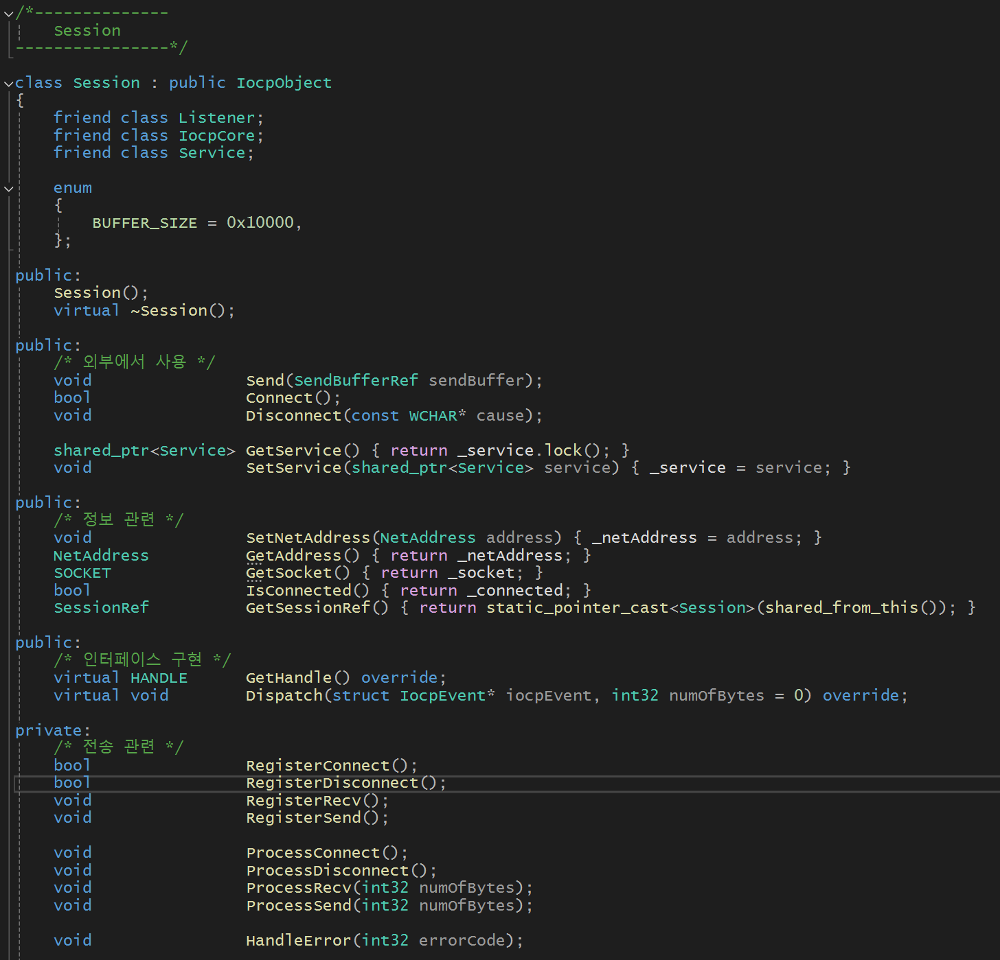 /*--------------
    Session
----------------*/

class Session : public IocpObject
{
    friend class Listener;
    friend class IocpCore;
    friend class Service;

    enum
    {
        BUFFER_SIZE = 0x10000,
    };

public:
    Session();
    virtual ~Session();

public:
    /* 외부에서 사용 */
    void                Send(SendBufferRef sendBuffer);
    bool                Connect();
    void                Disconnect(const WCHAR* cause);

    shared_ptr<Service> GetService() { return _service.lock(); }
    void                SetService(shared_ptr<Service> service) { _service = service; }

public:
    /* 정보 관련 */
    void                SetNetAddress(NetAddress address) { _netAddress = address; }
    NetAddress          GetAddress() { return _netAddress; }
    SOCKET              GetSocket() { return _socket; }
    bool                IsConnected() { return _connected; }
    SessionRef          GetSessionRef() { return static_pointer_cast<Session>(shared_from_this()); }

public:
    /* 인터페이스 구현 */
    virtual HANDLE      GetHandle() override;
    virtual void        Dispatch(struct IocpEvent* iocpEvent, int32 numOfBytes = 0) override;

private:
    /* 전송 관련 */
    bool                RegisterConnect();
    bool                RegisterDisconnect();
    void                RegisterRecv();
    void                RegisterSend();

    void                ProcessConnect();
    void                ProcessDisconnect();
    void                ProcessRecv(int32 numOfBytes);
    void                ProcessSend(int32 numOfBytes);

    void                HandleError(int32 errorCode);